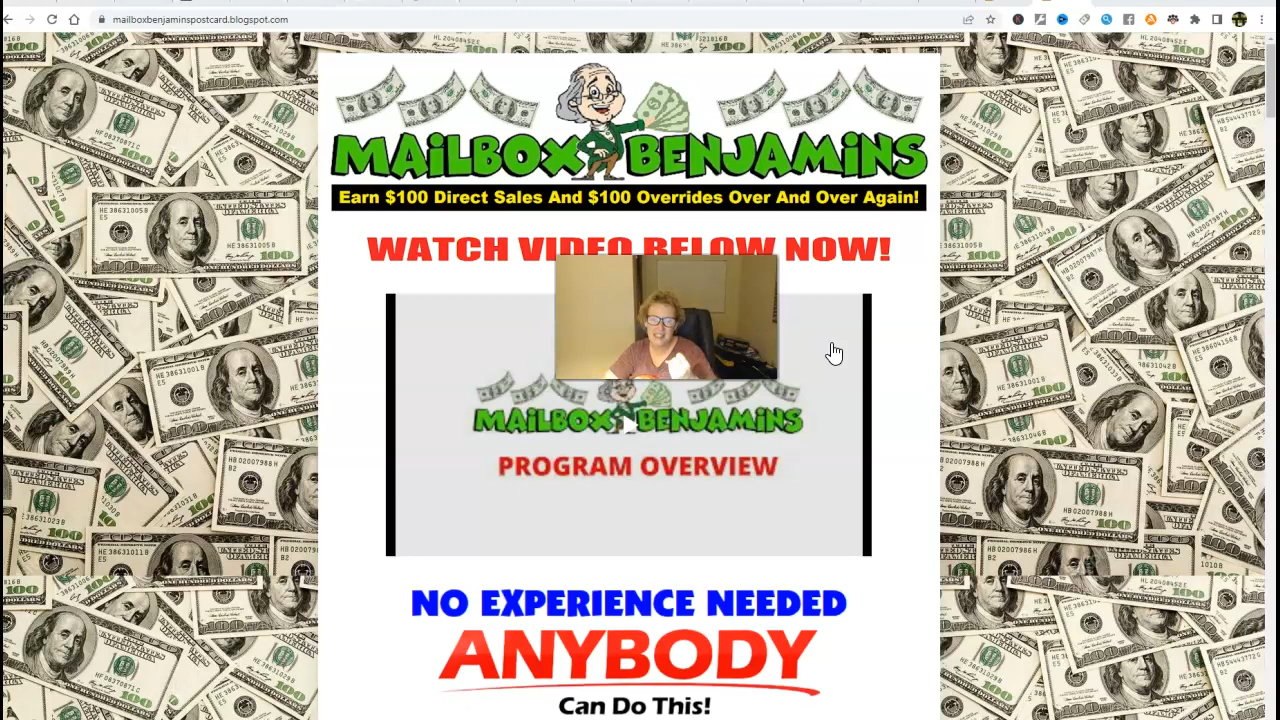 mailboxbenjaminspostcard.blogspot.com
MAiLBOX BENJAMiNS
Earn $100 Direct Sales And $100 Overrides Over And Over Again!
WATCH VIDEO BELOW NOW!
MAiLBOX BENJAMiNS
PROGRAM OVERVIEW
NO EXPERIENCE NEEDED
ANYBODY
Can Do This!